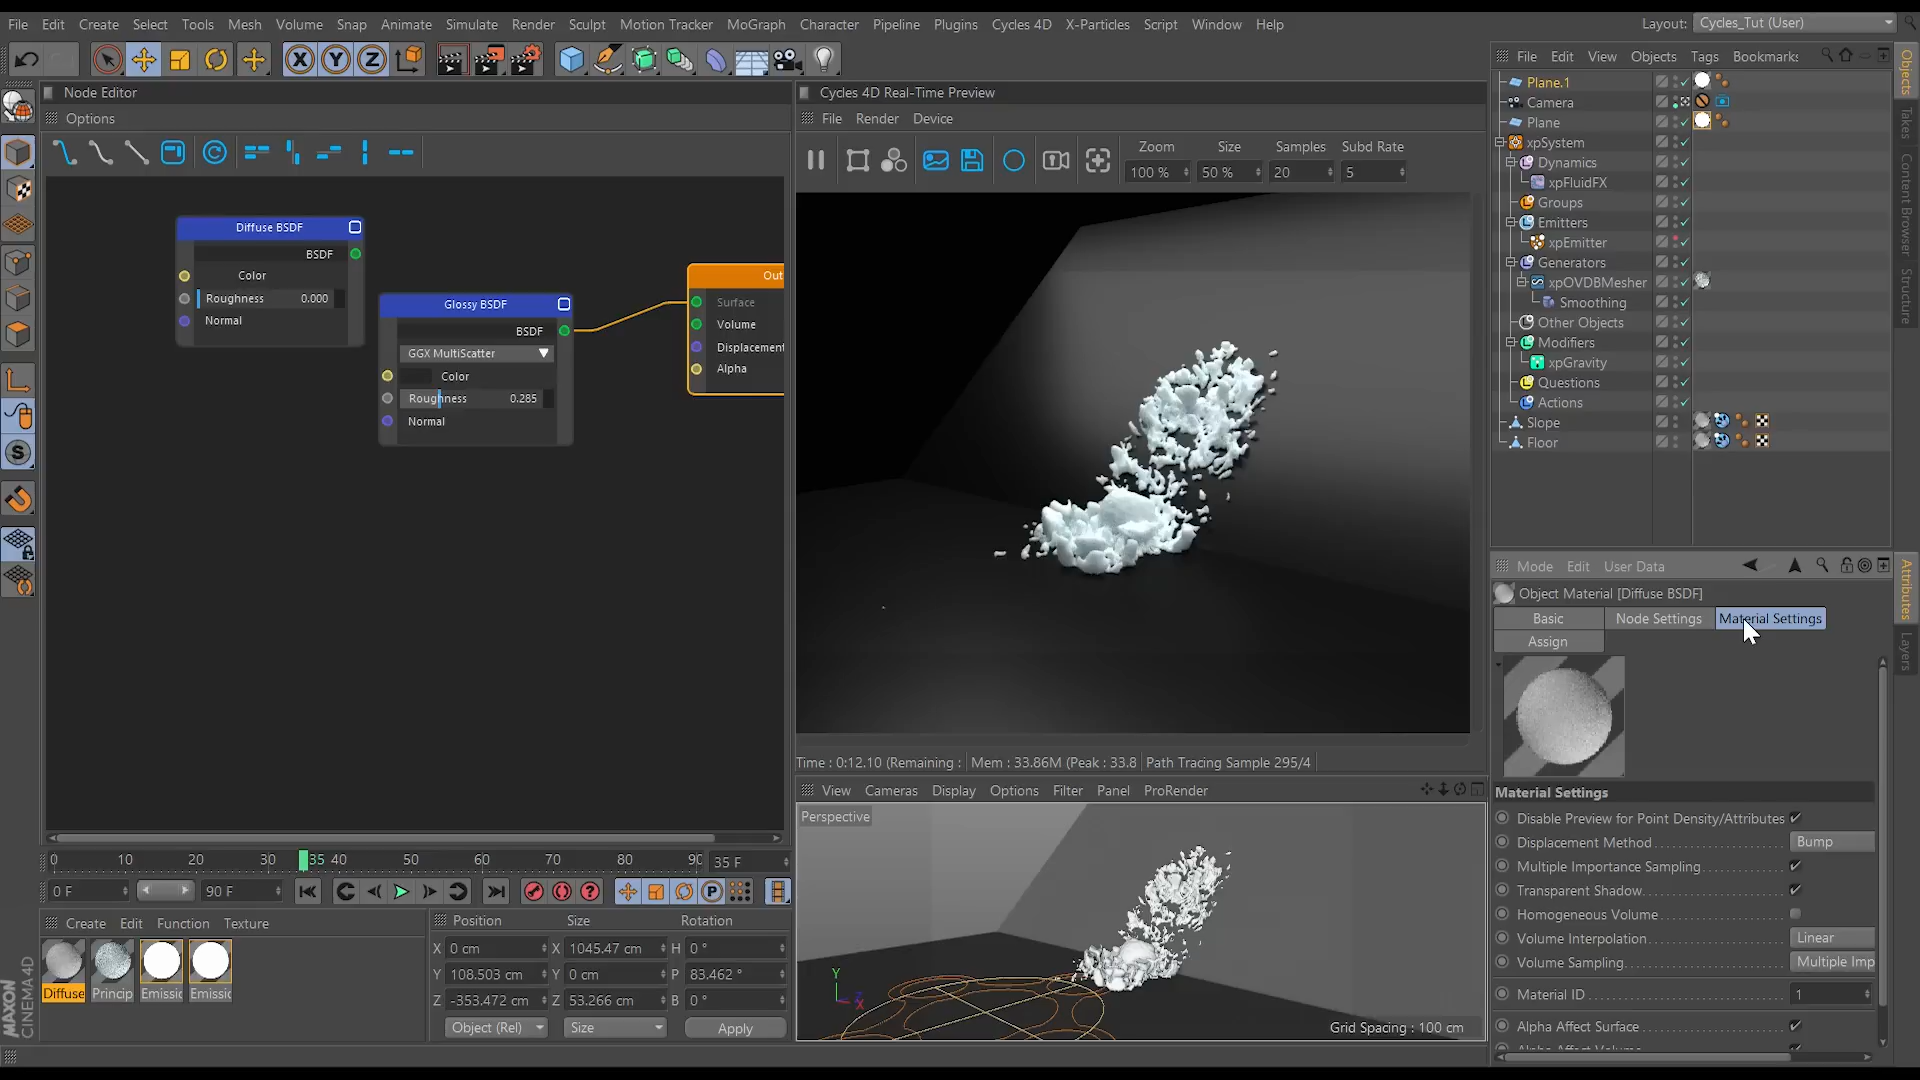 File Edit Create Select Tools Mesh Volume Snap Animate Simulate Render Sculpt Motion Tracker MoGraph Character Pipeline Plugins Cycles 4D X-Particles Script Window Help
Layout: Cycles_Tut (User)
Node Editor
Options
Diffuse BSDF
BSDF
Color
Roughness 0.000
Normal
Glossy BSDF
BSDF
GGX MultiScatter
Color
Roughness 0.285
Normal
Out
Surface
Volume
Displacement
Alpha
Cycles 4D Real-Time Preview
File Render Device
Zoom Size Samples Subd Rate
100 % 50 % 20 5
Time : 0:12.10 (Remaining : Mem : 33.86M (Peak : 33.8 Path Tracing Sample 295/4
View Cameras Display Options Filter Panel ProRender
Perspective
Y
X
Grid Spacing : 100 cm
File Edit View Objects Tags Bookmarks
Plane.1
Camera
Plane
xpSystem
Dynamics
xpFluidFX
Groups
Emitters
xpEmitter
Generators
xpOVDBMesher
Smoothing
Other Objects
Modifiers
xpGravity
Questions
Actions
Slope
Floor
Objects
Takes
Content Browser
Structure
Mode Edit User Data
Object Material [Diffuse BSDF]
Basic Node Settings Material Settings
Assign
Material Settings
Disable Preview for Point Density/Attributes
Displacement Method Bump
Multiple Importance Sampling
Transparent Shadow
Homogeneous Volume
Volume Interpolation Linear
Volume Sampling Multiple Imp
Material ID 1
Alpha Affect Surface
Alpha Affect Volume
Attributes
Layers
0 10 20 30 35 40 50 60 70 80 90 35 F
0 F 90 F
Create Edit Function Texture
Diffuse Princip Emissic Emissic
Position Size Rotation
X 0 cm X 1045.47 cm H 0 °
Y 108.503 cm Y 0 cm P 83.462 °
Z -353.472 cm Z 53.266 cm B 0 °
Object (Rel) Size Apply
MAXON
CINEMA4D